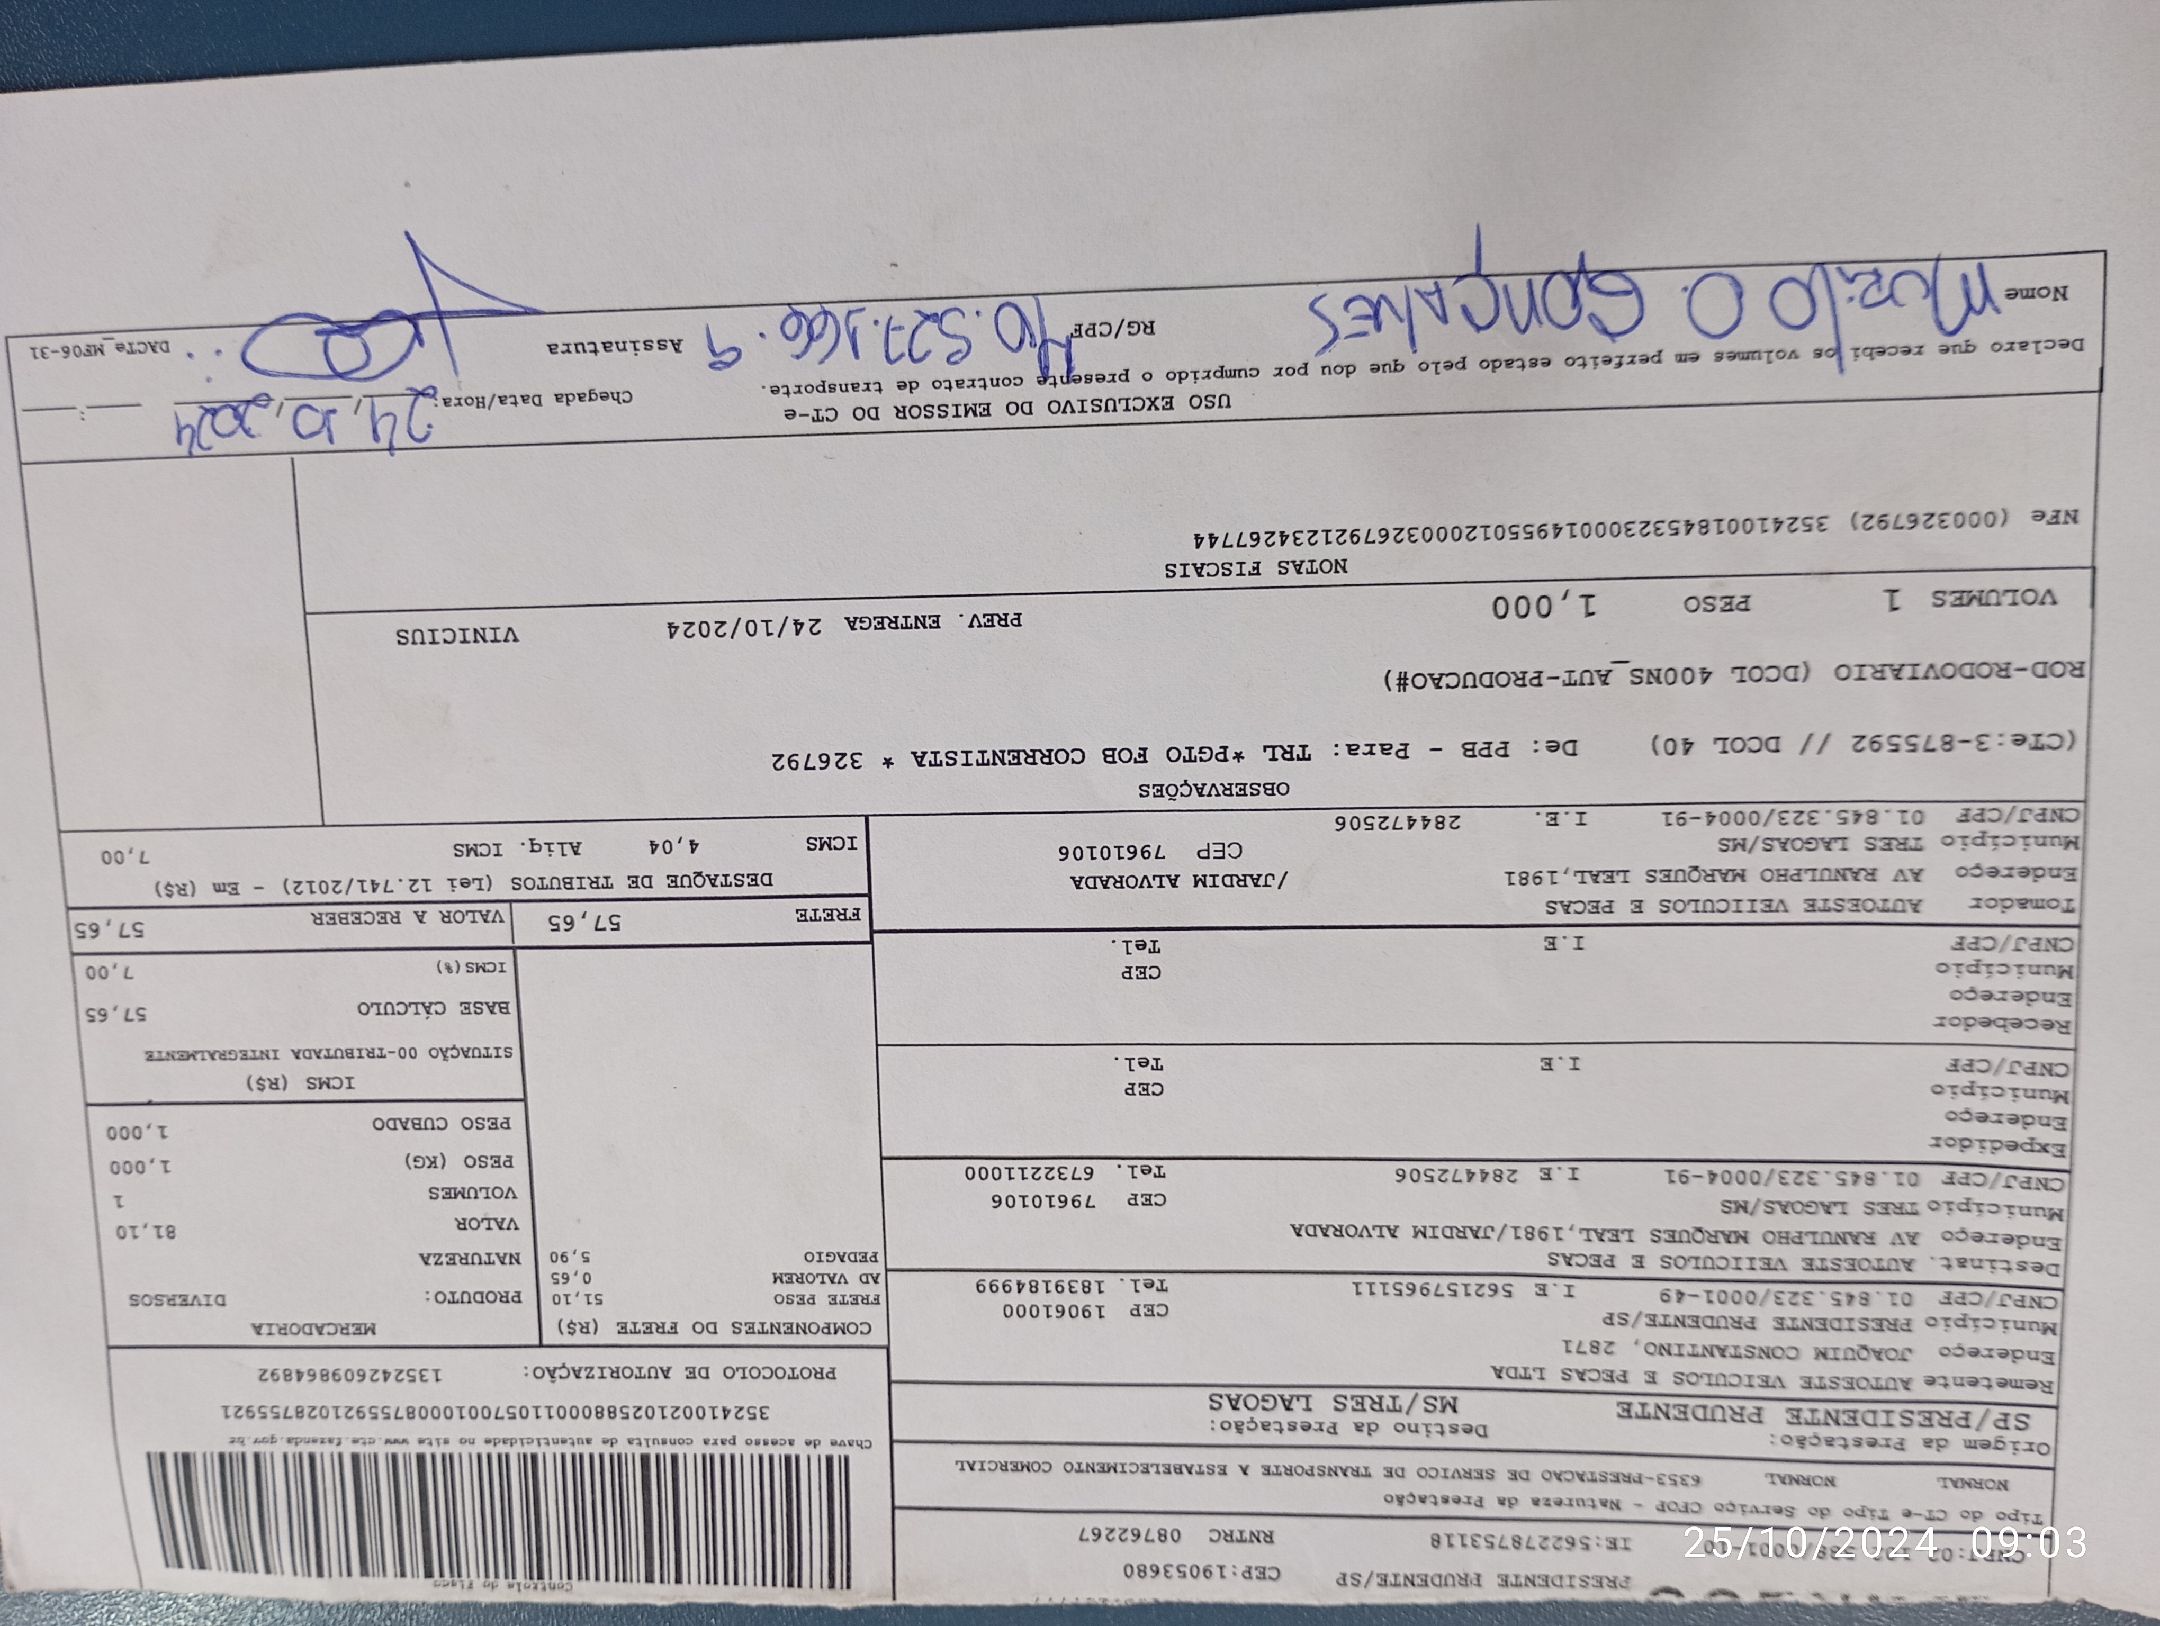 Controle do Fisco
PRESIDENTE PRUDENTE/SP CEP:19053680
IE:562278753118 RNTRC 08762267
Tipo do CT-e Tipo do Serviço CFOP - Natureza da Prestação
NORMAL NORMAL 6353-PRESTACAO DE SERVICO DE TRANSPORTE A ESTABELECIMENTO COMERCIAL
Origem da Prestação: Destino da Prestação:
SP/PRESIDENTE PRUDENTE MS/TRES LAGOAS
Chave de acesso para consulta de autenticidade no site www.cte.fazenda.gov.br
35241002102588000110570010008755921028755921
PROTOCOLO DE AUTORIZAÇÃO: 135242609864892
Remetente AUTOESTE VEICULOS E PECAS LTDA
Endereço JOAQUIM CONSTANTINO, 2871
Município PRESIDENTE PRUDENTE/SP CEP 19061000
CNPJ/CPF 01.845.323/0001-49 I.E 562157965111 Tel. 1839184999
Destinat. AUTOESTE VEIICULOS E PECAS
Endereço AV RANULPHO MARQUES LEAL,1981/JARDIM ALVORADA
Município TRES LAGOAS/MS CEP 79610106
CNPJ/CPF 01.845.323/0004-91 I.E 284472506 Tel. 673221​1000
Expedidor
Endereço
Município CEP
CNPJ/CPF I.E Tel.
Recebedor
Endereço
Município CEP
CNPJ/CPF I.E Tel.
Tomador AUTOESTE VEIICULOS E PECAS
Endereço AV RANULPHO MARQUES LEAL,1981 /JARDIM ALVORADA
Município TRES LAGOAS/MS CEP 79610106
CNPJ/CPF 01.845.323/0004-91 I.E. 284472506
COMPONENTES DO FRETE (R$)
FRETE PESO 51,10
AD VALOREM 0,65
PEDAGIO 5,90
MERCADORIA
PRODUTO: DIVERSOS
NATUREZA
VALOR 81,10
VOLUMES 1
PESO (KG) 1,000
PESO CUBADO 1,000
ICMS (R$)
SITUAÇÃO 00-TRIBUTADA INTEGRALMENTE
BASE CÁLCULO 57,65
ICMS(%) 7,00
FRETE 57,65 VALOR A RECEBER 57,65
DESTAQUE DE TRIBUTOS (Lei 12.741/2012) - Em (R$)
ICMS 4,04 Aliq. ICMS 7,00
OBSERVAÇÕES
(CTe:3-875592 // DCOL 40) De: PPB - Para: TRL *PGTO FOB CORRENTISTA * 326792
ROD-RODOVIARIO (DCOL 400NS_AUT-PRODUCAO#)
VOLUMES 1 PESO 1,000 PREV. ENTREGA 24/10/2024 VINICIUS
NOTAS FISCAIS
NFe (000326792) 35241001845323000149550120003267921234267744
USO EXCLUSIVO DO EMISSOR DO CT-e
Declaro que recebi os volumes em perfeito estado pelo que dou por cumprido o presente contrato de transporte.
Chegada Data/Hora: 24/10/2024 __:__
Nome Murilo O. GONÇALVES RG/CPF 40.527.166.9 Assinatura
DACTe_MF06-31
25/10/2024 09:03